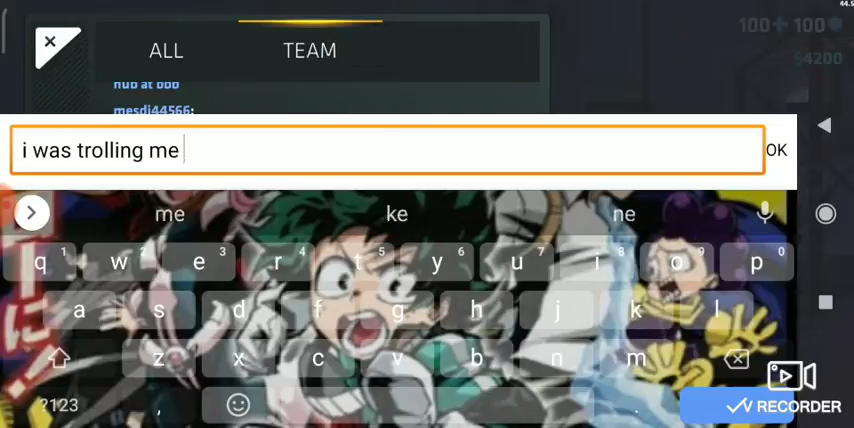 44.5
100 100
ALL TEAM
$4200
hub at bbb
mesdi44566:
i was trolling me
OK
me ke ne
q 1 w 2 e 3 r 4 t 5 y 6 u 7 i 8 o 9 p 0
a s d f g h j k l
z x c v b n m
?123 , .
V RECORDER